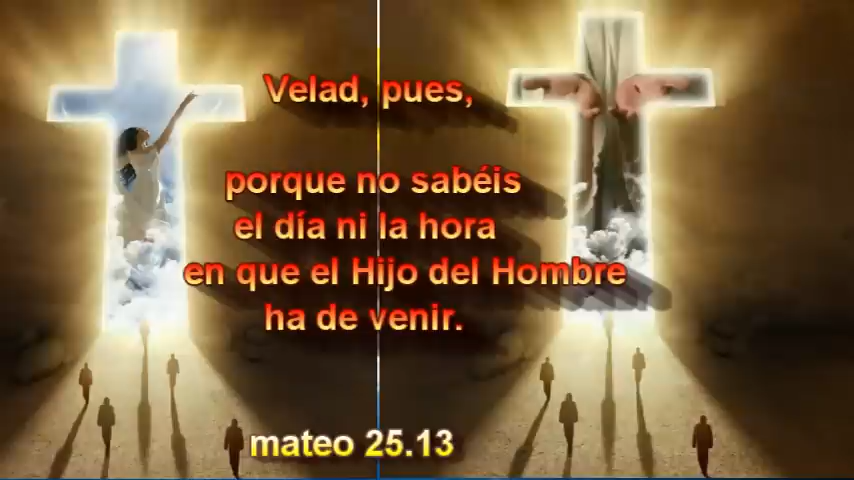 Velad, pues,
porque no sabéis
el día ni la hora
en que el Hijo del Hombre
ha de venir.
mateo 25.13